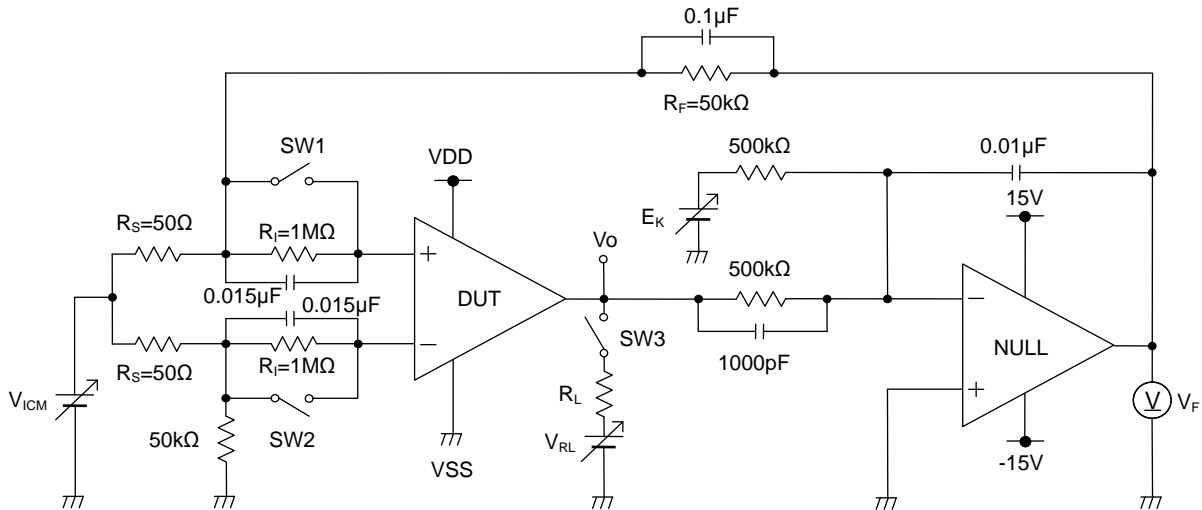 0.1µF
RF=50kΩ
SW1
VDD
500kΩ
0.01µF
15V
EK
RS=50Ω
RI=1MΩ
Vo
500kΩ
+
DUT
−
0.015µF
0.015µF
−
NULL
+
SW3
1000pF
RS=50Ω
RI=1MΩ
VICM
RL
V
VF
50kΩ
SW2
VSS
VRL
-15V